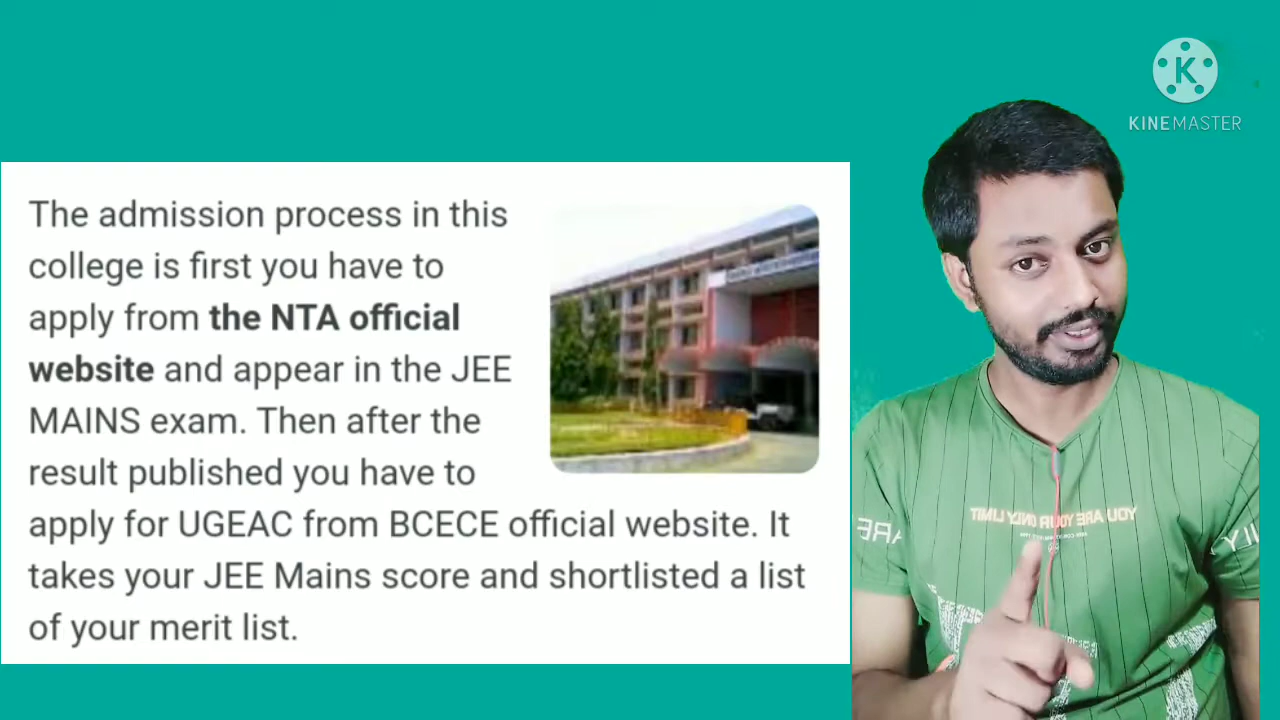 KINEMASTER
The admission process in this
college is first you have to
apply from the NTA official
website and appear in the JEE
MAINS exam. Then after the
result published you have to
apply for UGEAC from BCECE official website. It
takes your JEE Mains score and shortlisted a list
of your merit list.
YOU ARE YOUR ONLY LIMIT
ARE